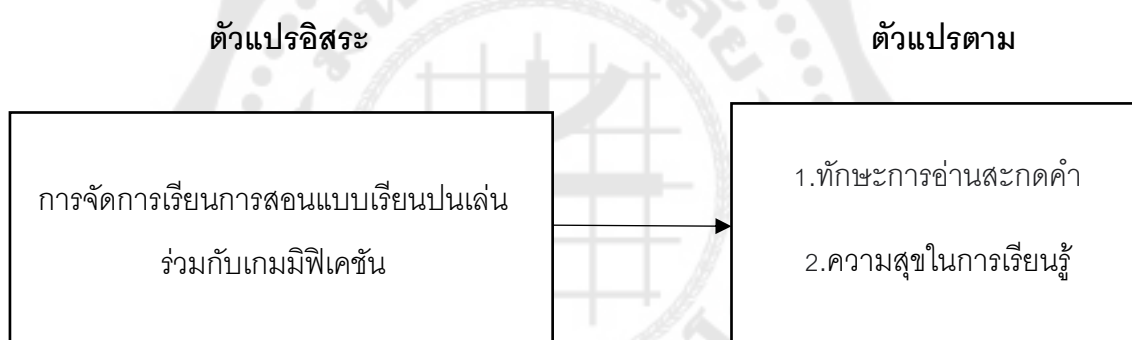 ตัวแปรอิสระ
ตัวแปรตาม
การจัดการเรียนการสอนแบบเรียนปนเล่น
ร่วมกับเกมมิฟิเคชัน
1.ทักษะการอ่านสะกดคำ
2.ความสุขในการเรียนรู้